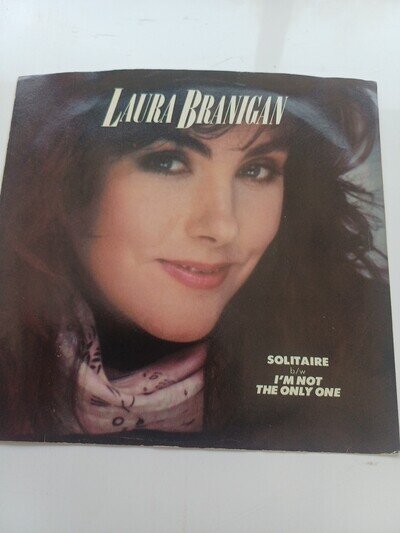 LAURA BRANIGAN
SOLITAIRE
b/w
I'M NOT
THE ONLY ONE